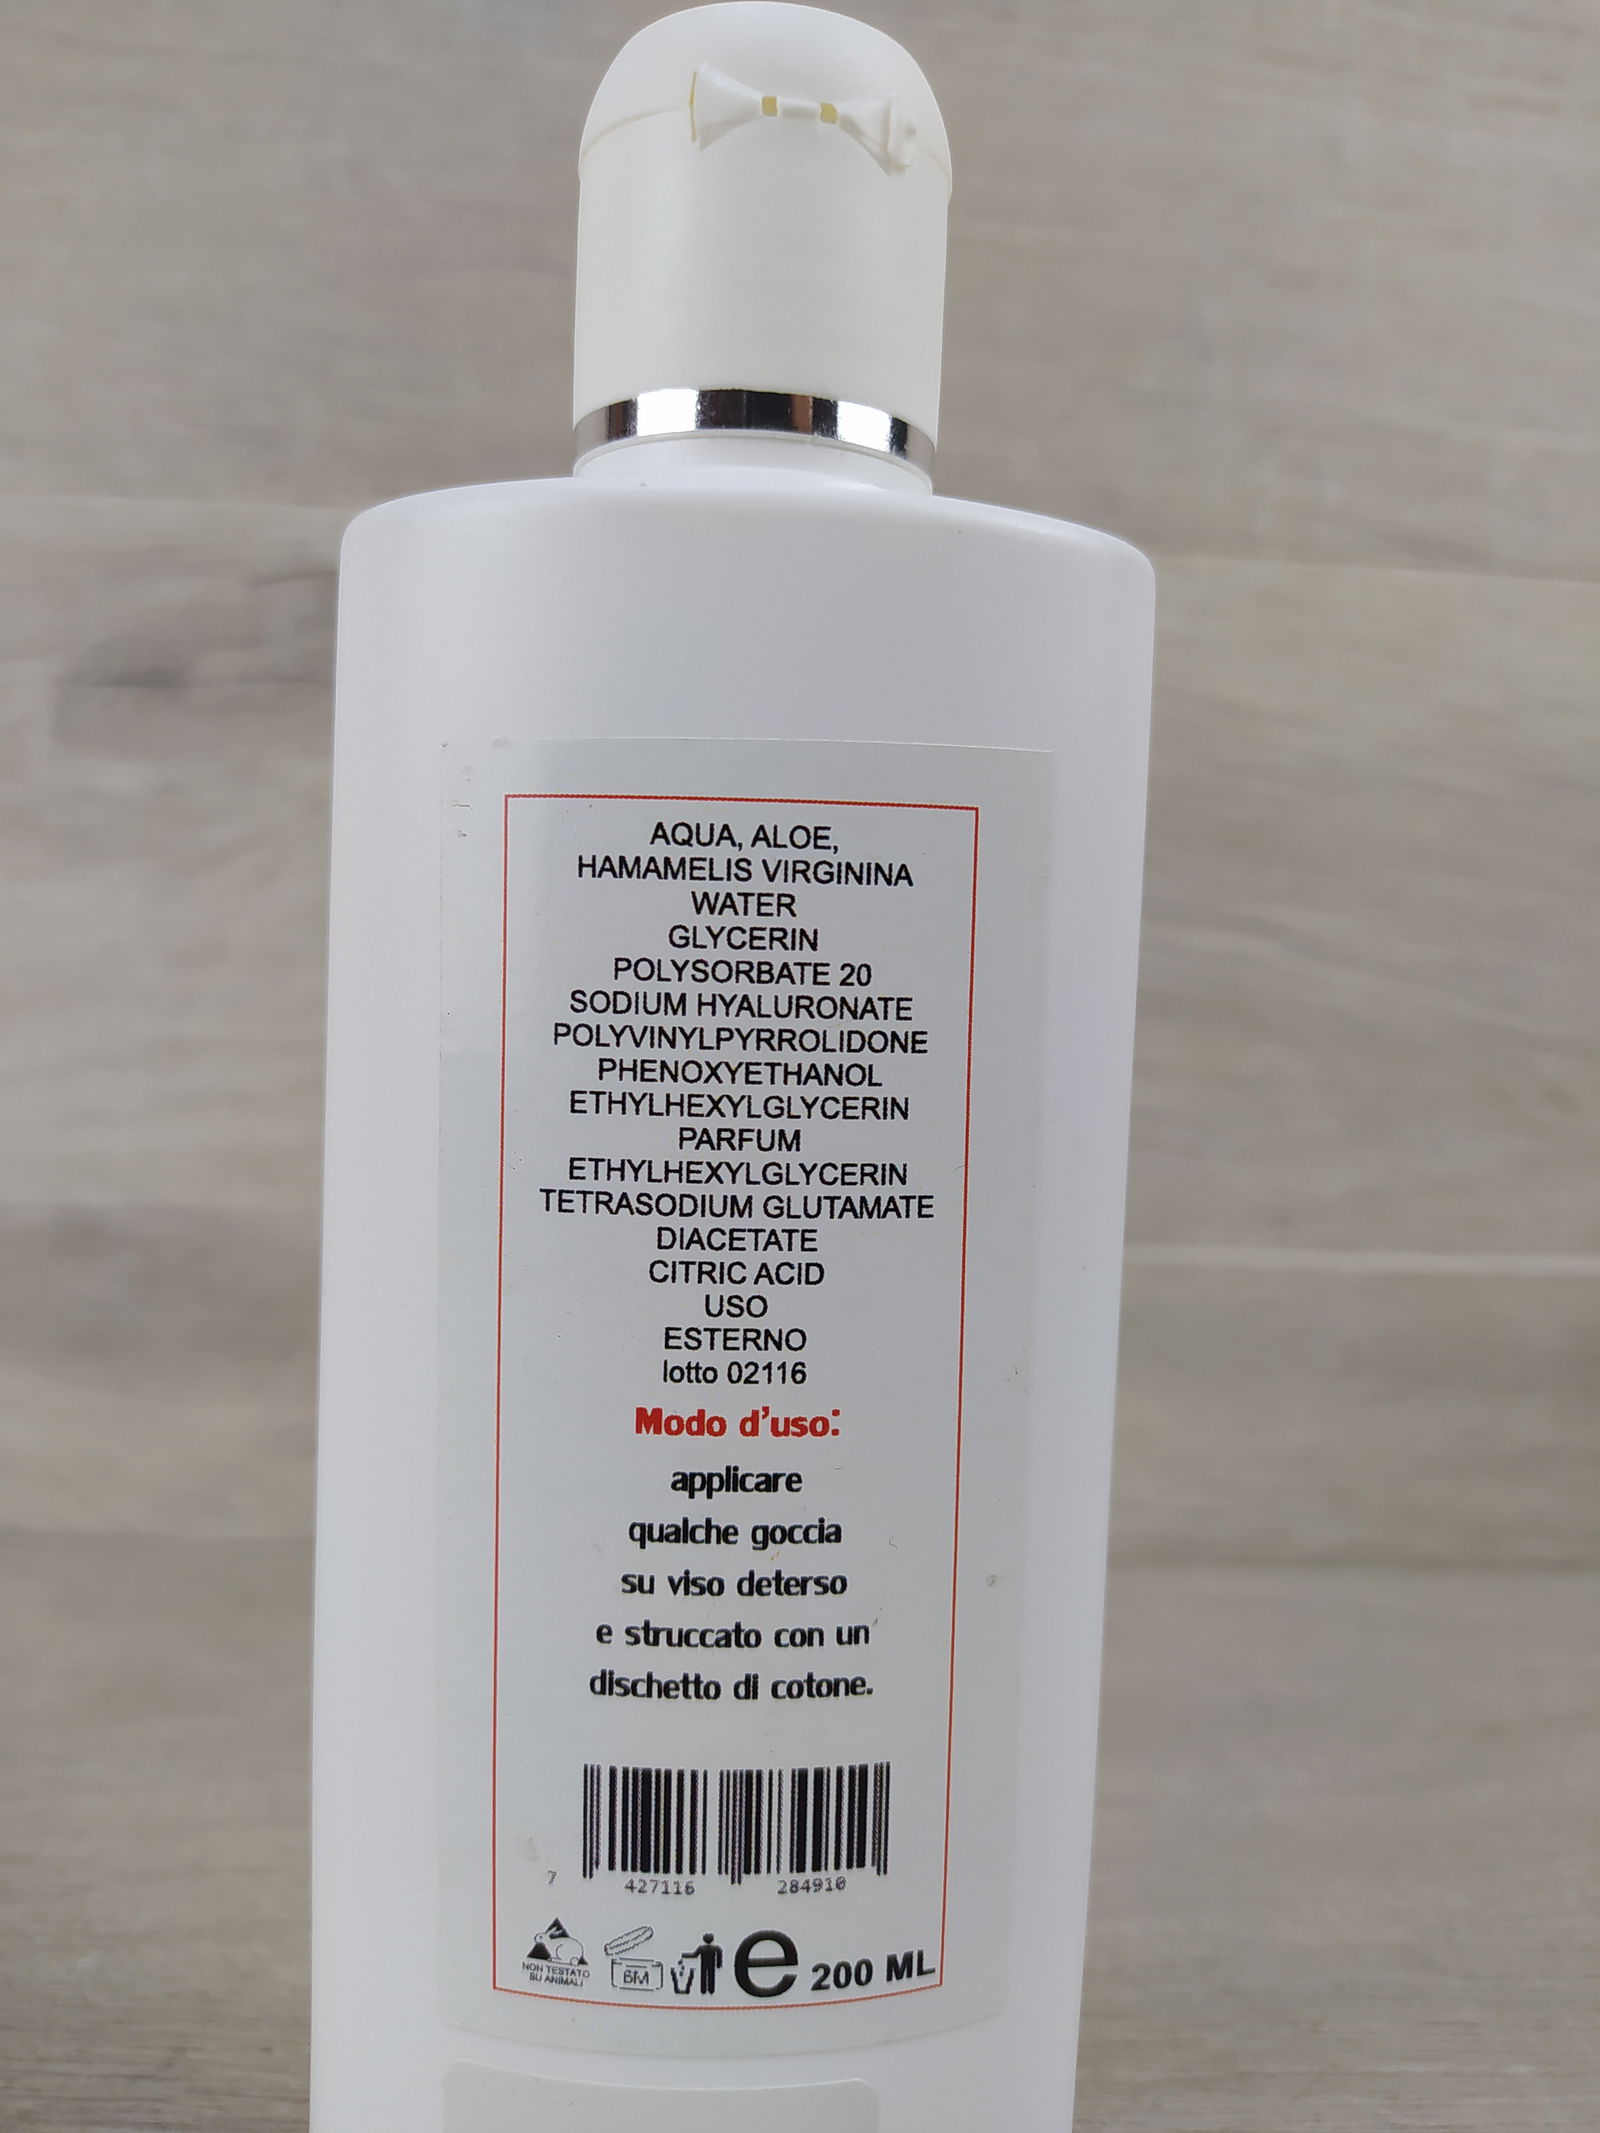 AQUA, ALOE,
HAMAMELIS VIRGININA
WATER
GLYCERIN
POLYSORBATE 20
SODIUM HYALURONATE
POLYVINYLPYRROLIDONE
PHENOXYETHANOL
ETHYLHEXYLGLYCERIN
PARFUM
ETHYLHEXYLGLYCERIN
TETRASODIUM GLUTAMATE
DIACETATE
CITRIC ACID
USO
ESTERNO
lotto 02116
Modo d'uso:
applicare
qualche goccia
su viso deterso
e struccato con un
dischetto di cotone.
7 427116 284910
NON TESTATO
SU ANIMALI
6M
e 200 ML